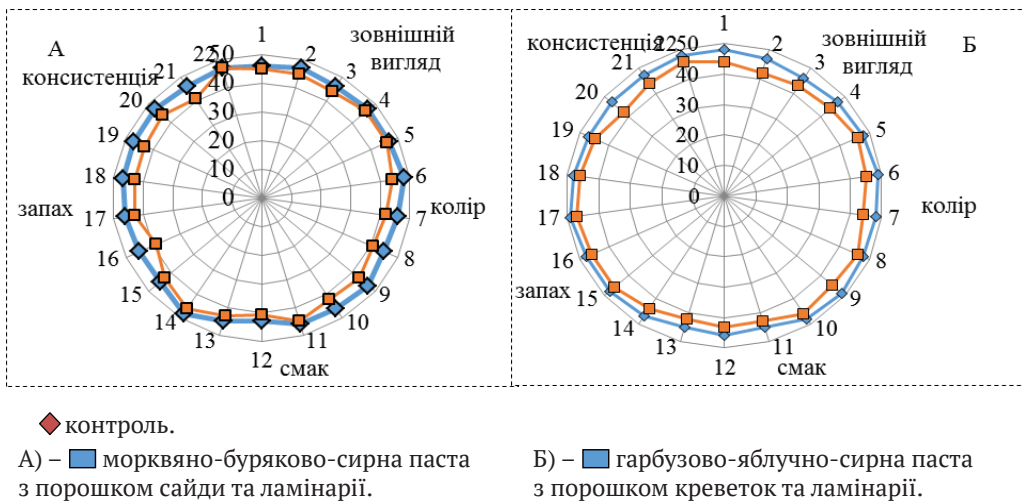 А
1
зовнішній
вигляд
2
3
4
5
6
колір
7
8
9
10
11
смак
12
13
14
15
16
17
запах
18
19
20
21
консистенція
22
50
40
30
20
10
0
Б
1
зовнішній
вигляд
2
3
4
5
6
колір
7
8
9
10
11
смак
12
13
14
15
запах
16
17
18
19
20
21
консистенція
22
50
40
30
20
10
0
контроль.
А) – морквяно-буряково-сирна паста
з порошком сайди та ламінарії.
Б) – гарбузово-яблучно-сирна паста
з порошком креветок та ламінарії.